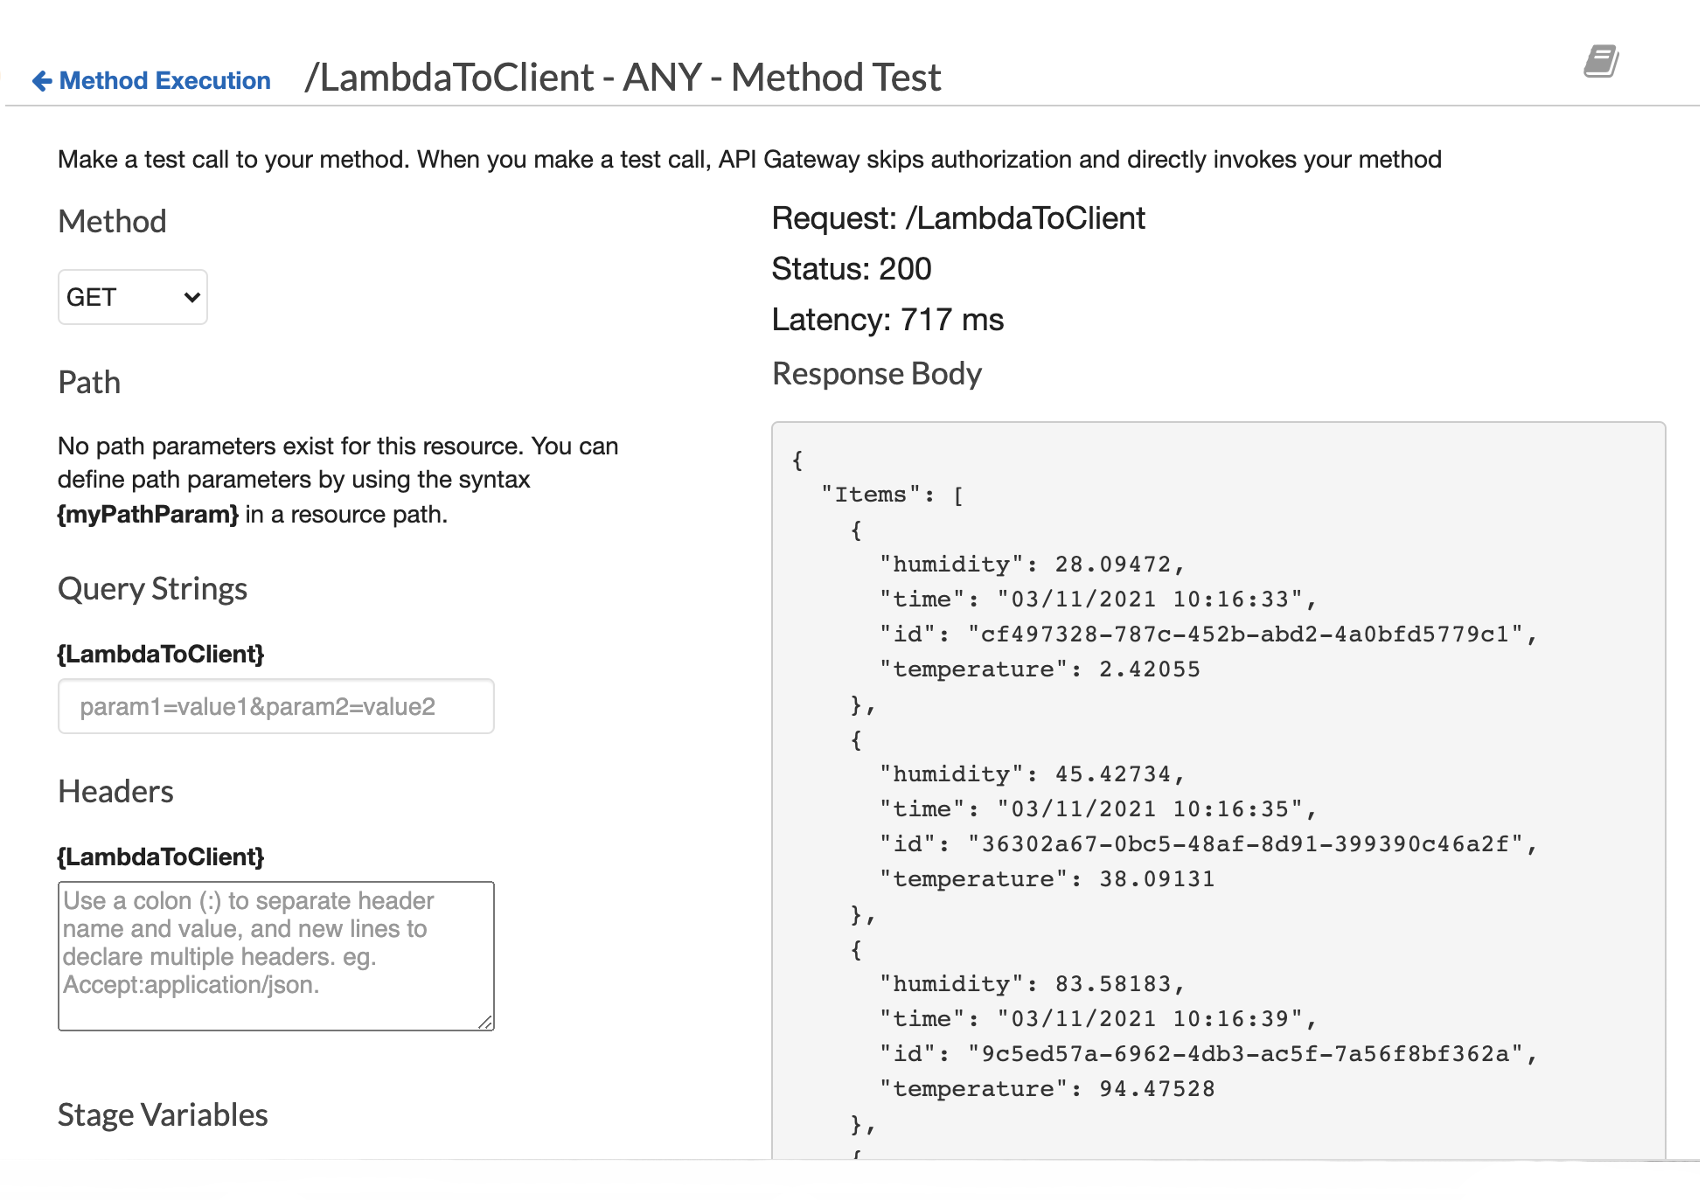 Method Execution /LambdaToClient - ANY - Method Test
Make a test call to your method. When you make a test call, API Gateway skips authorization and directly invokes your method
Method
GET
Path
No path parameters exist for this resource. You can
define path parameters by using the syntax
{myPathParam} in a resource path.
Query Strings
{LambdaToClient}
param1=value1&param2=value2
Headers
{LambdaToClient}
Use a colon (:) to separate header
name and value, and new lines to
declare multiple headers. eg.
Accept:application/json.
Stage Variables
Request: /LambdaToClient
Status: 200
Latency: 717 ms
Response Body
{
"Items": [
{
"humidity": 28.09472,
"time": "03/11/2021 10:16:33",
"id": "cf497328-787c-452b-abd2-4a0bfd5779c1",
"temperature": 2.42055
},
{
"humidity": 45.42734,
"time": "03/11/2021 10:16:35",
"id": "36302a67-0bc5-48af-8d91-399390c46a2f",
"temperature": 38.09131
},
{
"humidity": 83.58183,
"time": "03/11/2021 10:16:39",
"id": "9c5ed57a-6962-4db3-ac5f-7a56f8bf362a",
"temperature": 94.47528
},
{